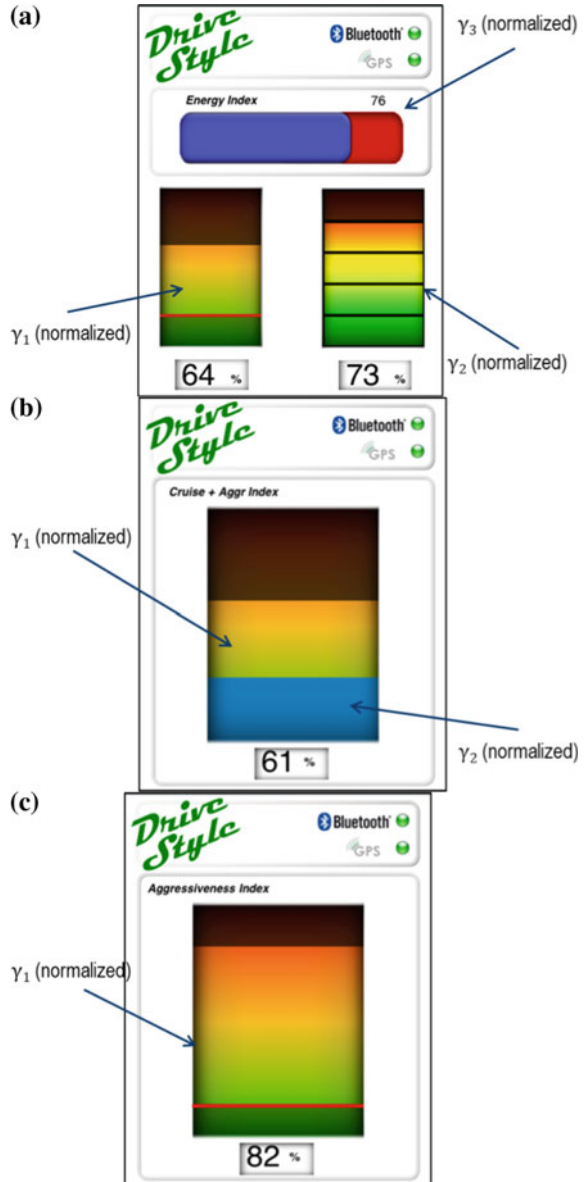 (a)
Drive
Style
Bluetooth®
GPS
γ₃ (normalized)
Energy Index 76
γ₁ (normalized)
64 %
73 %
γ₂ (normalized)
(b)
Drive
Style
Bluetooth®
GPS
Cruise + Aggr Index
γ₁ (normalized)
61 %
γ₂ (normalized)
(c)
Drive
Style
Bluetooth®
GPS
Aggressiveness Index
γ₁ (normalized)
82 %